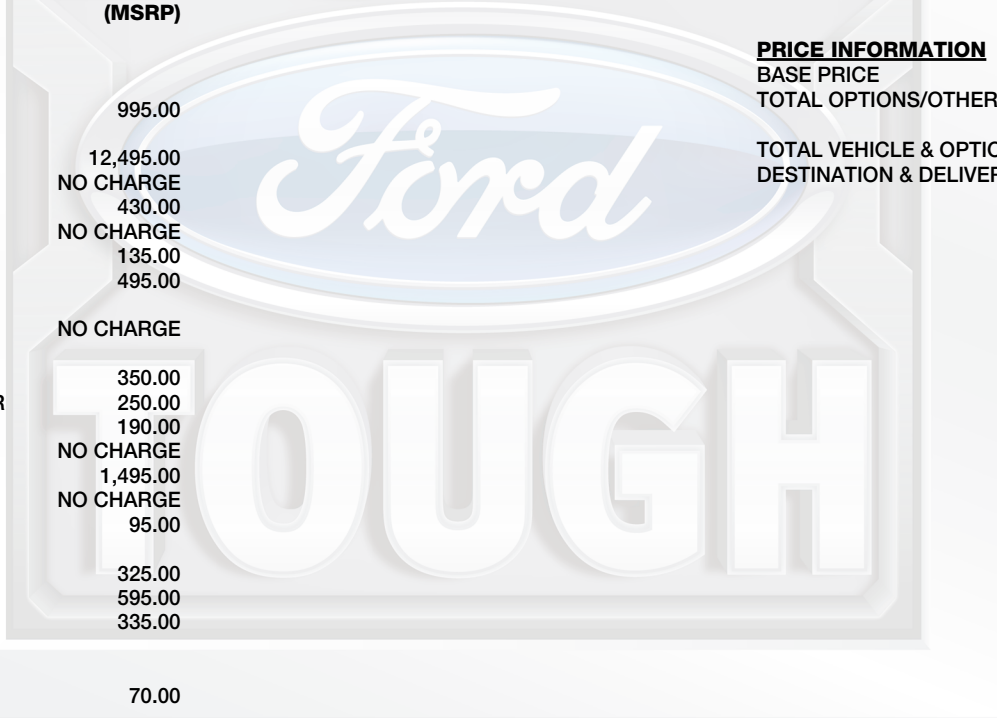 (MSRP)
995.00
12,495.00
NO CHARGE
430.00
NO CHARGE
135.00
495.00
NO CHARGE
350.00
R 250.00
190.00
NO CHARGE
1,495.00
NO CHARGE
95.00
325.00
595.00
335.00
70.00
PRICE INFORMATION
BASE PRICE
TOTAL OPTIONS/OTHER
TOTAL VEHICLE & OPTIO
DESTINATION & DELIVER
Ford
TOUGH